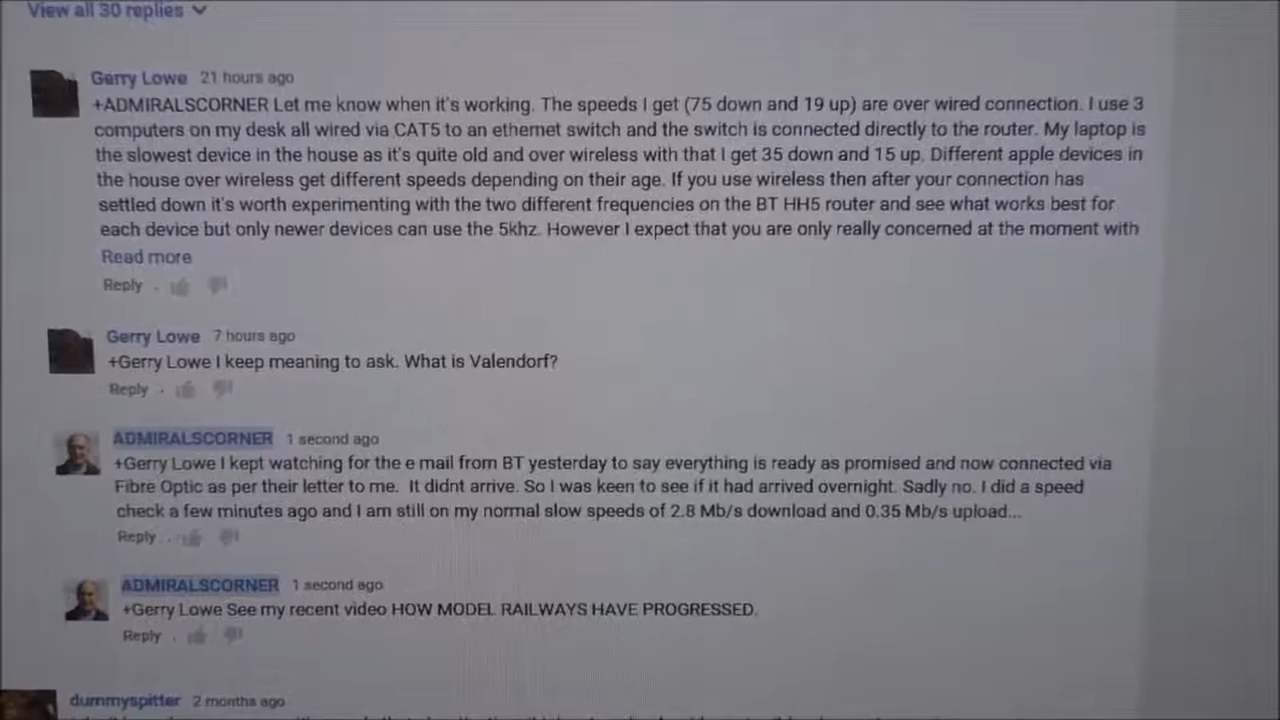 View all 30 replies
Gerry Lowe 21 hours ago
+ADMIRALSCORNER Let me know when it's working. The speeds I get (75 down and 19 up) are over wired connection. I use 3
computers on my desk all wired via CAT5 to an ethernet switch and the switch is connected directly to the router. My laptop is
the slowest device in the house as it's quite old and over wireless with that I get 35 down and 15 up. Different apple devices in
the house over wireless get different speeds depending on their age. If you use wireless then after your connection has
settled down it's worth experimenting with the two different frequencies on the BT HH5 router and see what works best for
each device but only newer devices can use the 5khz. However I expect that you are only really concerned at the moment with
Read more
Reply .
Gerry Lowe 7 hours ago
+Gerry Lowe I keep meaning to ask. What is Valendorf?
Reply .
ADMIRALSCORNER 1 second ago
+Gerry Lowe I kept watching for the e mail from BT yesterday to say everything is ready as promised and now connected via
Fibre Optic as per their letter to me. It didnt arrive. So I was keen to see if it had arrived overnight. Sadly no. I did a speed
check a few minutes ago and I am still on my normal slow speeds of 2.8 Mb/s download and 0.35 Mb/s upload...
Reply .
ADMIRALSCORNER 1 second ago
+Gerry Lowe See my recent video HOW MODEL RAILWAYS HAVE PROGRESSED.
Reply .
dummyspitter 2 months ago